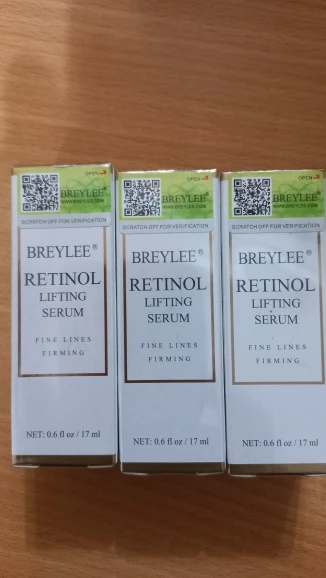 OPEN
BREYLEE®
WWW.BREYLEE.COM
SCRATCH OFF FOR VERIFICATION
BREYLEE®
RETINOL
LIFTING
SERUM
FINE LINES
FIRMING
NET: 0.6 fl oz / 17 ml
OPEN
BREYLEE®
WWW.BREYLEE.COM
SCRATCH OFF FOR VERIFICATION
BREYLEE®
RETINOL
LIFTING
SERUM
FINE LINES
FIRMING
NET: 0.6 fl oz / 17 ml
OPEN
BREYLEE®
WWW.BREYLEE.COM
SCRATCH OFF FOR VERIFICATION
BREYLEE®
RETINOL
LIFTING
SERUM
FINE LINES
FIRMING
NET: 0.6 fl oz / 17 ml